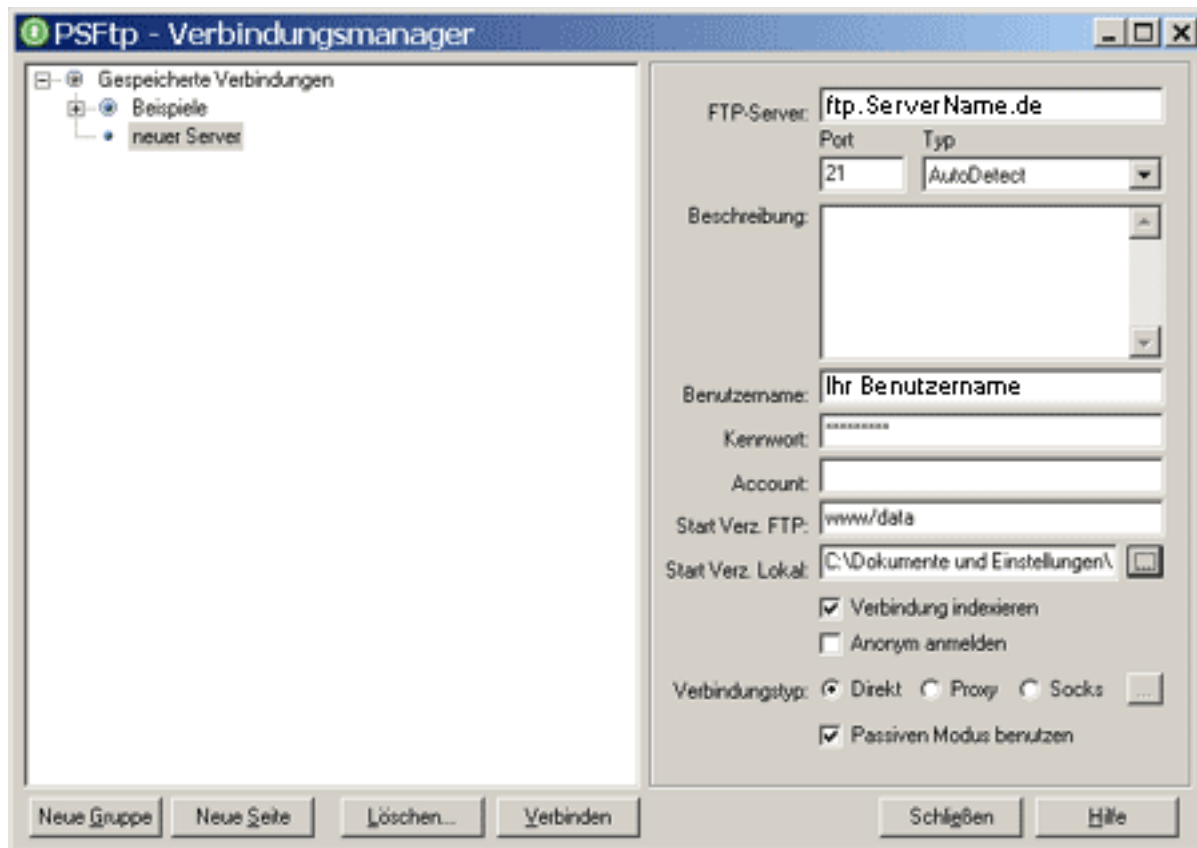 PSFtp - Verbindungsmanager
Gespeicherte Verbindungen
Beispiele
neuer Server
FTP-Server: ftp.ServerName.de
Port Typ
21 AutoDetect
Beschreibung:
Benutzername: Ihr Benutzername
Kennwort: *********
Account:
Start Verz. FTP: www/data
Start Verz. Lokal: C:\Dokumente und Einstellungen\ ...
Verbindung indexieren
Anonym anmelden
Verbindungstyp: Direkt Proxy Socks ...
Passiven Modus benutzen
Neue Gruppe Neue Seite Löschen... Verbinden Schließen Hilfe